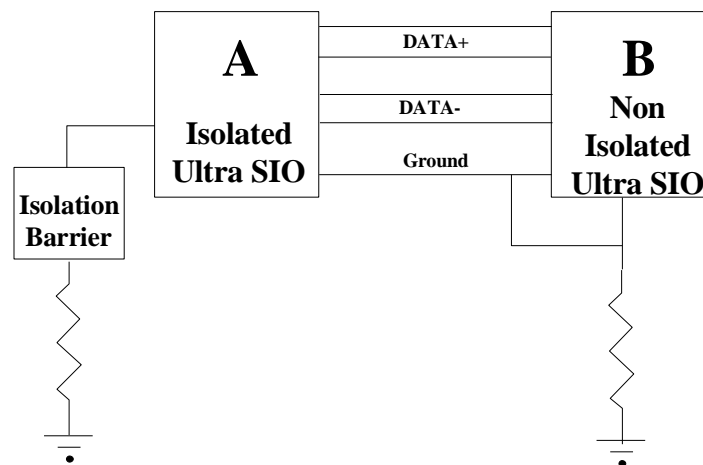 A
Isolated
Ultra SIO
DATA+
DATA-
Ground
B
Non
Isolated
Ultra SIO
Isolation
Barrier